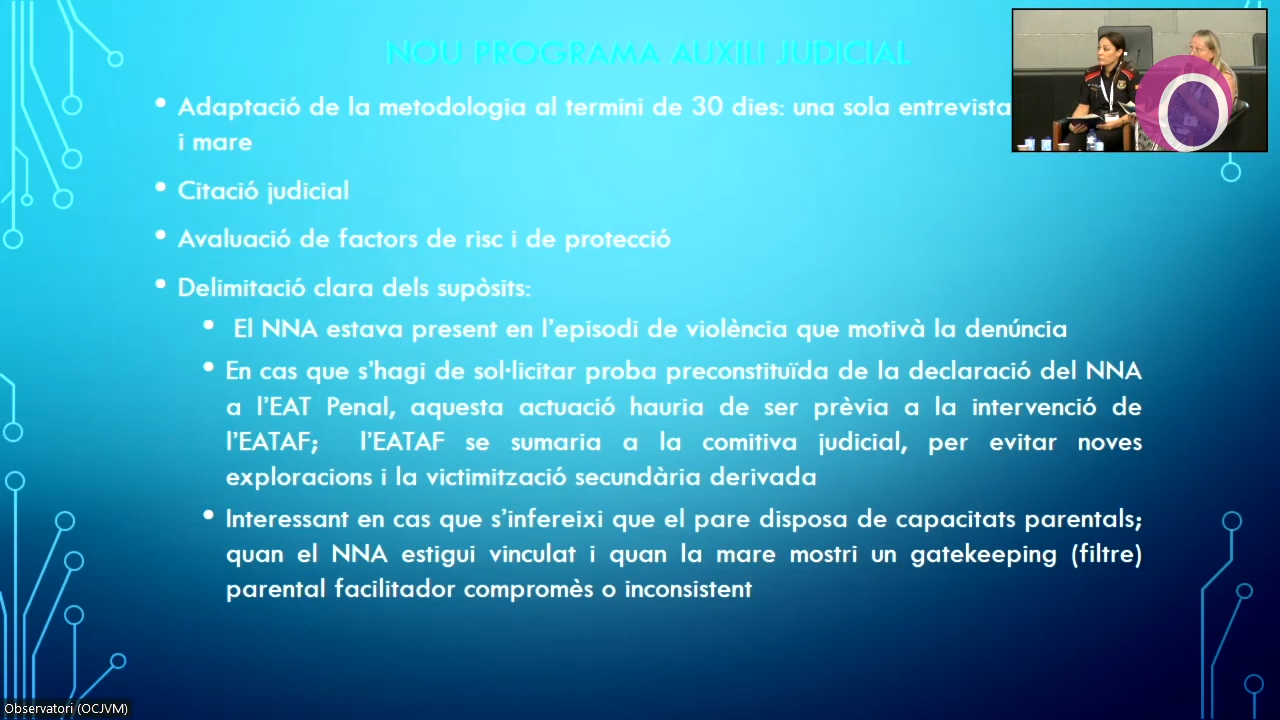 NOU PROGRAMA AUXILI JUDICIAL
• Adaptació de la metodologia al termini de 30 dies: una sola entrevista
i mare
• Citació judicial
• Avaluació de factors de risc i de protecció
• Delimitació clara dels supòsits:
• El NNA estava present en l'episodi de violència que motivà la denúncia
• En cas que s'hagi de sol·licitar proba preconstituïda de la declaració del NNA
a l'EAT Penal, aquesta actuació hauria de ser prèvia a la intervenció de
l'EATAF; l'EATAF se sumaria a la comitiva judicial, per evitar noves
exploracions i la victimització secundària derivada
• Interessant en cas que s'infereixi que el pare disposa de capacitats parentals;
quan el NNA estigui vinculat i quan la mare mostri un gatekeeping (filtre)
parental facilitador compromès o inconsistent
Observatori (OCJVM)